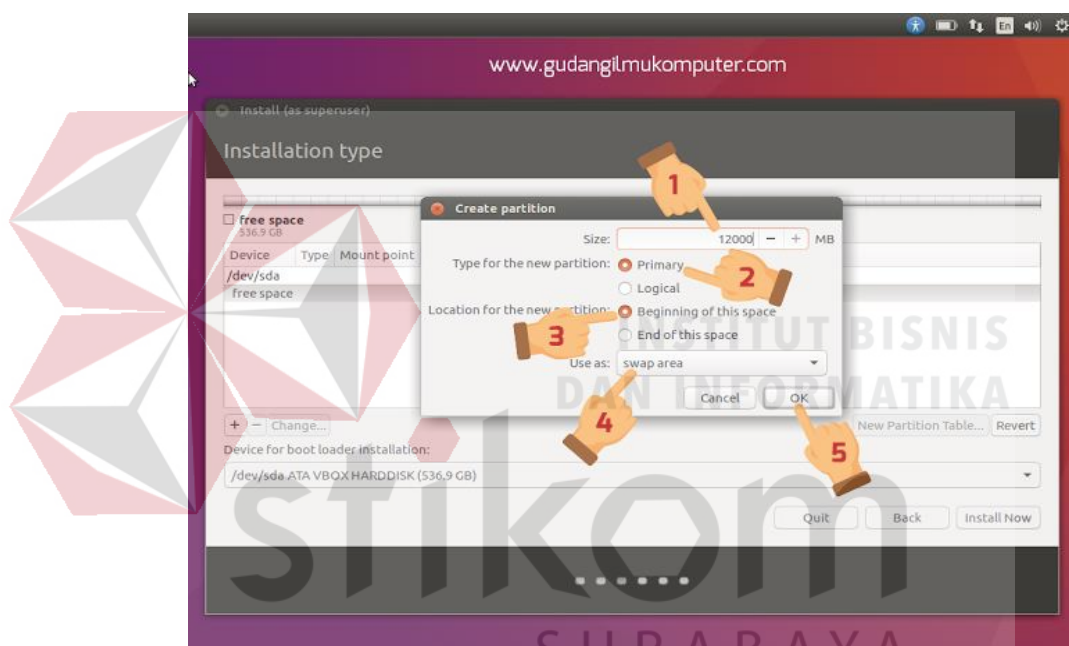 En
www.gudangilmukomputer.com
Install (as superuser)
Installation type
free space
536.9 GB
Device Type Mount point
/dev/sda
free space
Create partition
1
Size: 12000 - + MB
Type for the new partition: Primary
2
Logical
Location for the new partition: Beginning of this space
3
End of this space
Use as: swap area
4
Cancel OK
5
+ - Change... New Partition Table... Revert
Device for boot loader installation:
/dev/sda ATA VBOX HARDDISK (536.9 GB)
Quit Back Install Now
INSTITUT BISNIS
DAN INFORMATIKA
stikom
SURABAYA